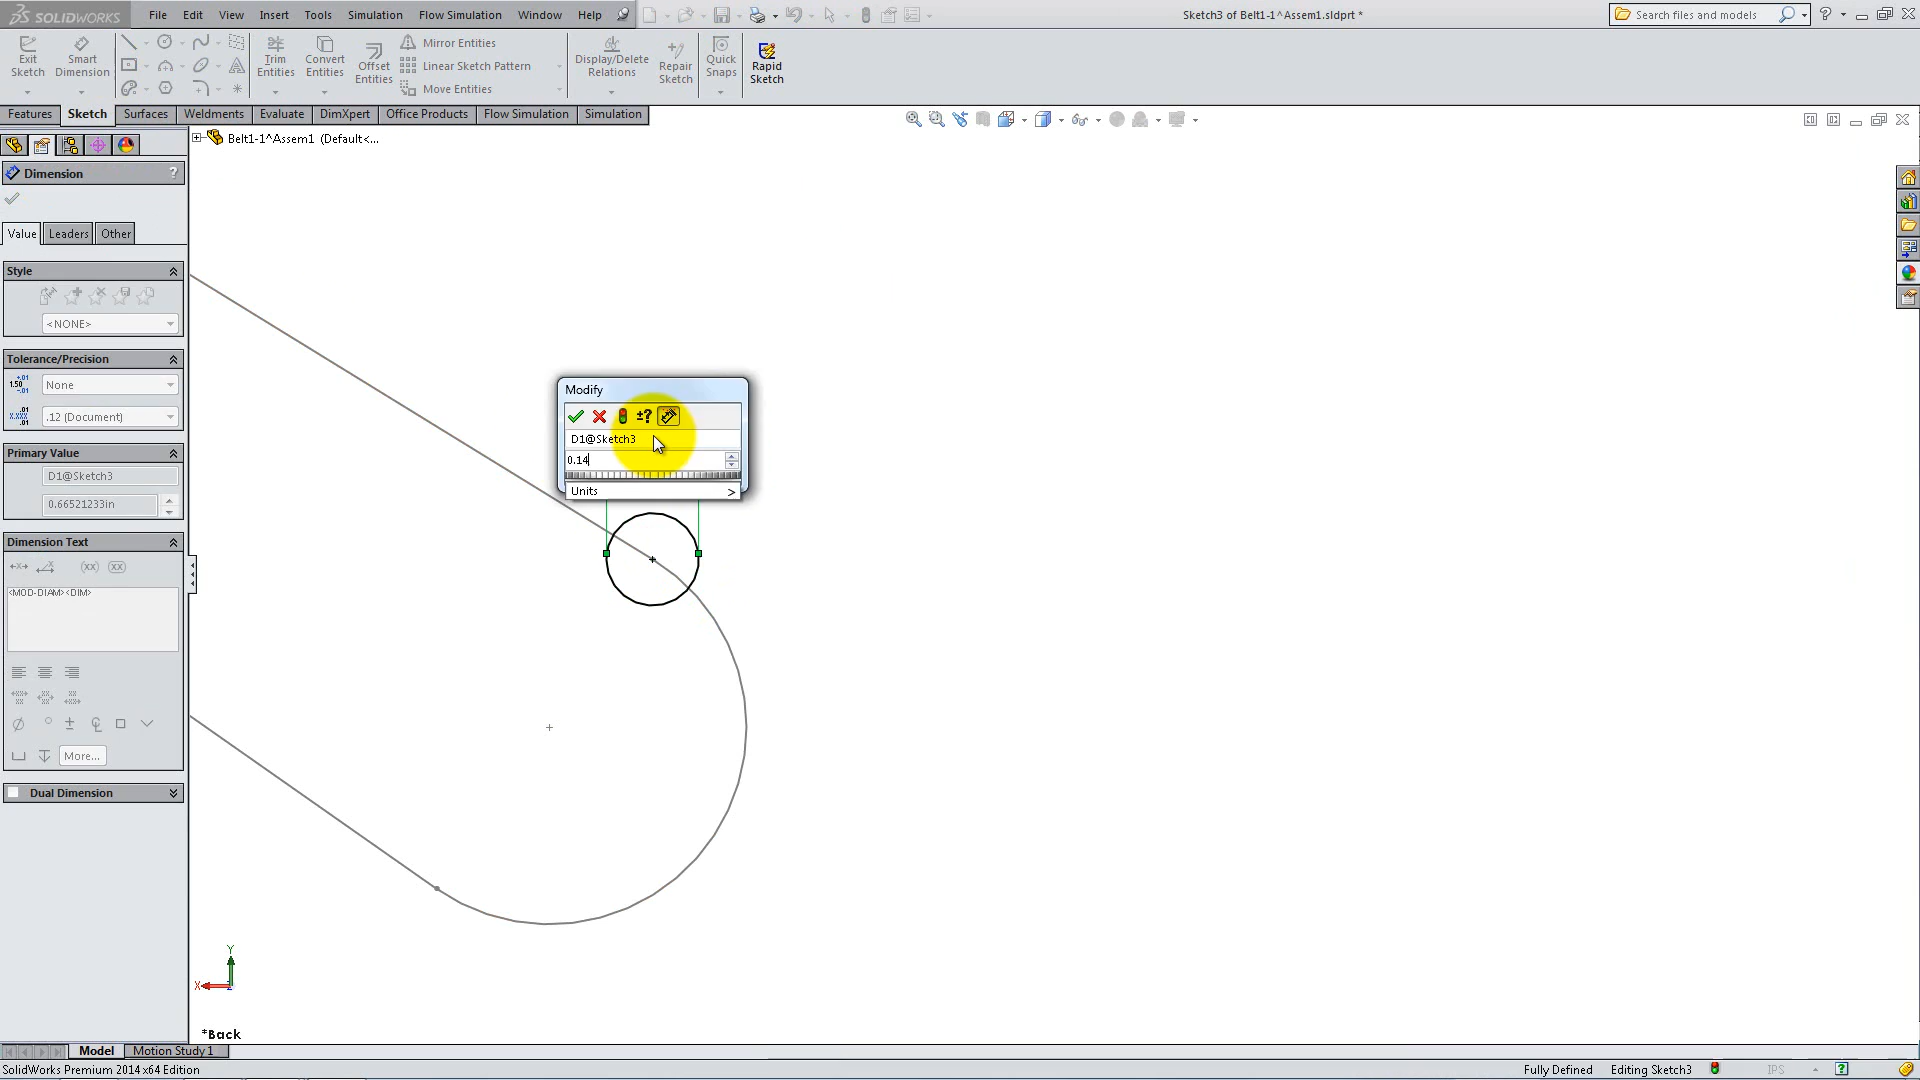 SOLIDWORKS File Edit View Insert Tools Simulation Flow Simulation Window Help Sketch3 of Belt1-1^Assem1.sldprt * Search files and models ?
Exit Sketch
Smart Dimension
Trim Entities
Convert Entities
Offset Entities
Mirror Entities
Linear Sketch Pattern
Move Entities
Display/Delete Relations
Repair Sketch
Quick Snaps
Rapid Sketch
Features Sketch Surfaces Weldments Evaluate DimXpert Office Products Flow Simulation Simulation
Belt1-1^Assem1 (Default<...
Dimension ?
Value Leaders Other
Style
<NONE>
Tolerance/Precision
None
.12 (Document)
Primary Value
D1@Sketch3
0.66521233in
Dimension Text
(xx) (xx)
<MOD-DIAM><DIM>
More...
Dual Dimension
Modify
±?
D1@Sketch3
0.14
Units >
Y
X
*Back
Model Motion Study 1
SolidWorks Premium 2014 x64 Edition Fully Defined Editing Sketch3 IPS ?